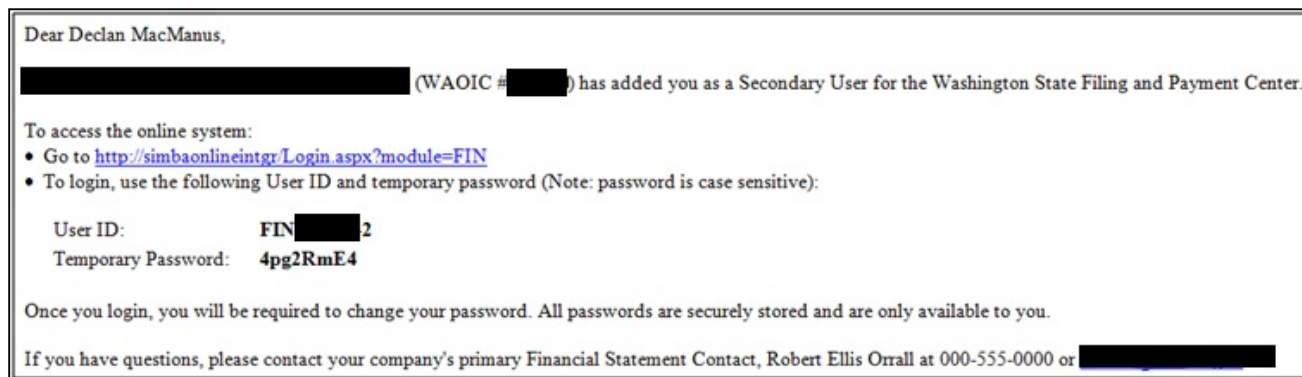 Dear Declan MacManus,
(WAOIC #) has added you as a Secondary User for the Washington State Filing and Payment Center.
To access the online system:
• Go to http://simbaonlineintgr/Login.aspx?module=FIN
• To login, use the following User ID and temporary password (Note: password is case sensitive):
User ID: FIN 2
Temporary Password: 4pg2RmE4
Once you login, you will be required to change your password. All passwords are securely stored and are only available to you.
If you have questions, please contact your company's primary Financial Statement Contact, Robert Ellis Orrall at 000-555-0000 or